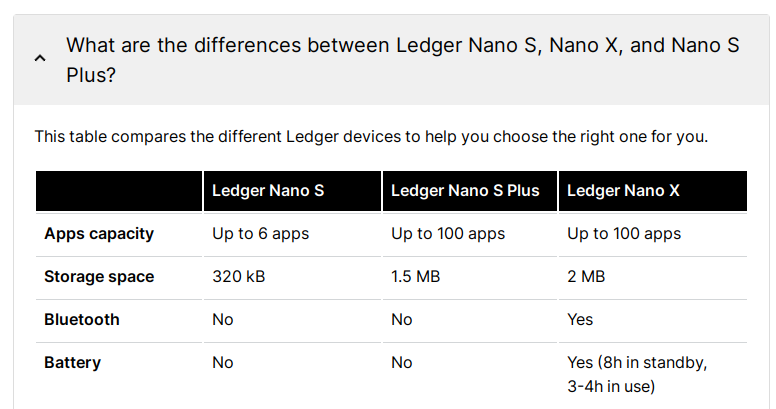 What are the differences between Ledger Nano S, Nano X, and Nano S
Plus?
This table compares the different Ledger devices to help you choose the right one for you.
Ledger Nano S Ledger Nano S Plus Ledger Nano X
Apps capacity Up to 6 apps Up to 100 apps Up to 100 apps
Storage space 320 kB 1.5 MB 2 MB
Bluetooth No No Yes
Battery No No Yes (8h in standby,
3-4h in use)